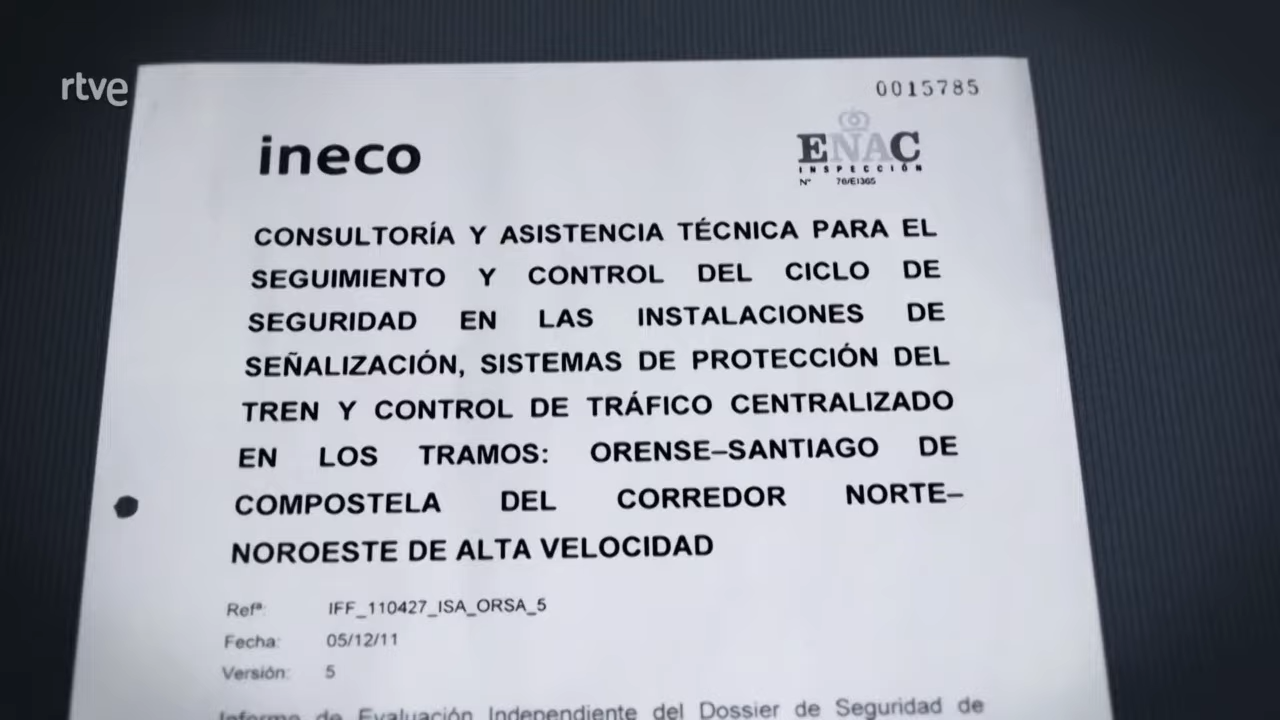 rtve
0015785
ineco
ENAC
INSPECCIÓN
Nº 76/EI365
CONSULTORÍA Y ASISTENCIA TÉCNICA PARA EL
SEGUIMIENTO Y CONTROL DEL CICLO DE
SEGURIDAD EN LAS INSTALACIONES DE
SEÑALIZACIÓN, SISTEMAS DE PROTECCIÓN DEL
TREN Y CONTROL DE TRÁFICO CENTRALIZADO
EN LOS TRAMOS: ORENSE–SANTIAGO DE
COMPOSTELA DEL CORREDOR NORTE–
NOROESTE DE ALTA VELOCIDAD
Refª: IFF_110427_ISA_ORSA_5
Fecha: 05/12/11
Versión: 5
Informe de Evaluación Independiente del Dossier de Seguridad de